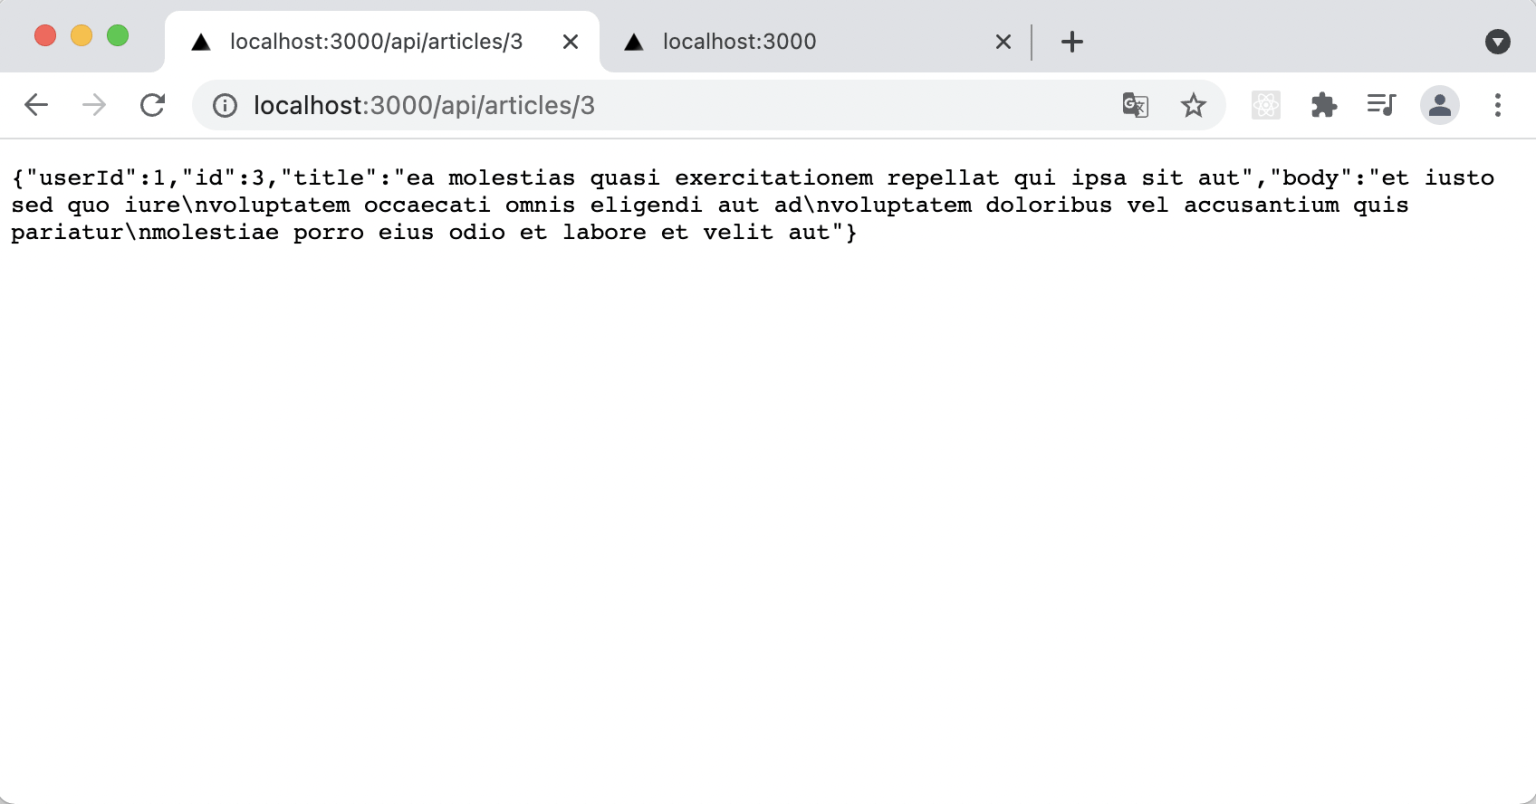 localhost:3000/api/articles/3
localhost:3000
localhost:3000/api/articles/3
{"userId":1,"id":3,"title":"ea molestias quasi exercitationem repellat qui ipsa sit aut","body":"et iusto
sed quo iure\nvoluptatem occaecati omnis eligendi aut ad\nvoluptatem doloribus vel accusantium quis
pariatur\nmolestiae porro eius odio et labore et velit aut"}